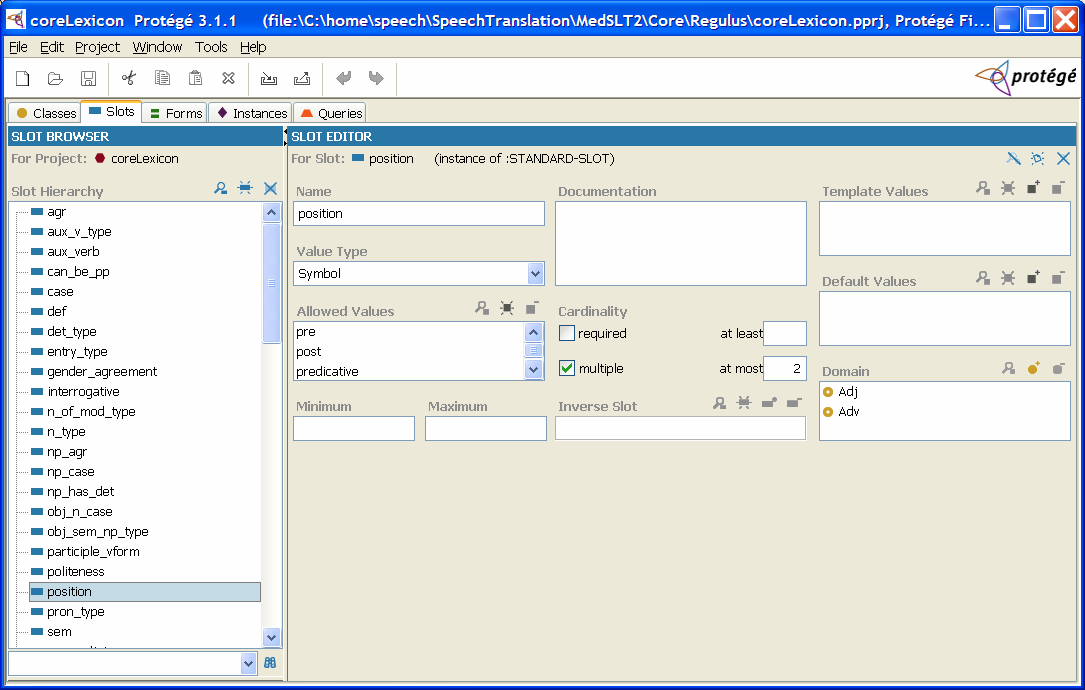 coreLexicon Protégé 3.1.1 (file:\C:\home\speech\SpeechTranslation\MedSLT2\Core\Regulus\coreLexicon.pprj, Protégé Fi...
File Edit Project Window Tools Help
protégé
Classes Slots Forms Instances Queries
SLOT BROWSER
For Project: coreLexicon
Slot Hierarchy
agr
aux_v_type
aux_verb
can_be_pp
case
def
det_type
entry_type
gender_agreement
interrogative
n_of_mod_type
n_type
np_agr
np_case
np_has_det
obj_n_case
obj_sem_np_type
participle_vform
politeness
position
pron_type
sem
SLOT EDITOR
For Slot: position (instance of :STANDARD-SLOT)
Name
position
Value Type
Symbol
Allowed Values
pre
post
predicative
Minimum
Maximum
Documentation
Cardinality
required at least
multiple at most 2
Inverse Slot
Template Values
Default Values
Domain
Adj
Adv